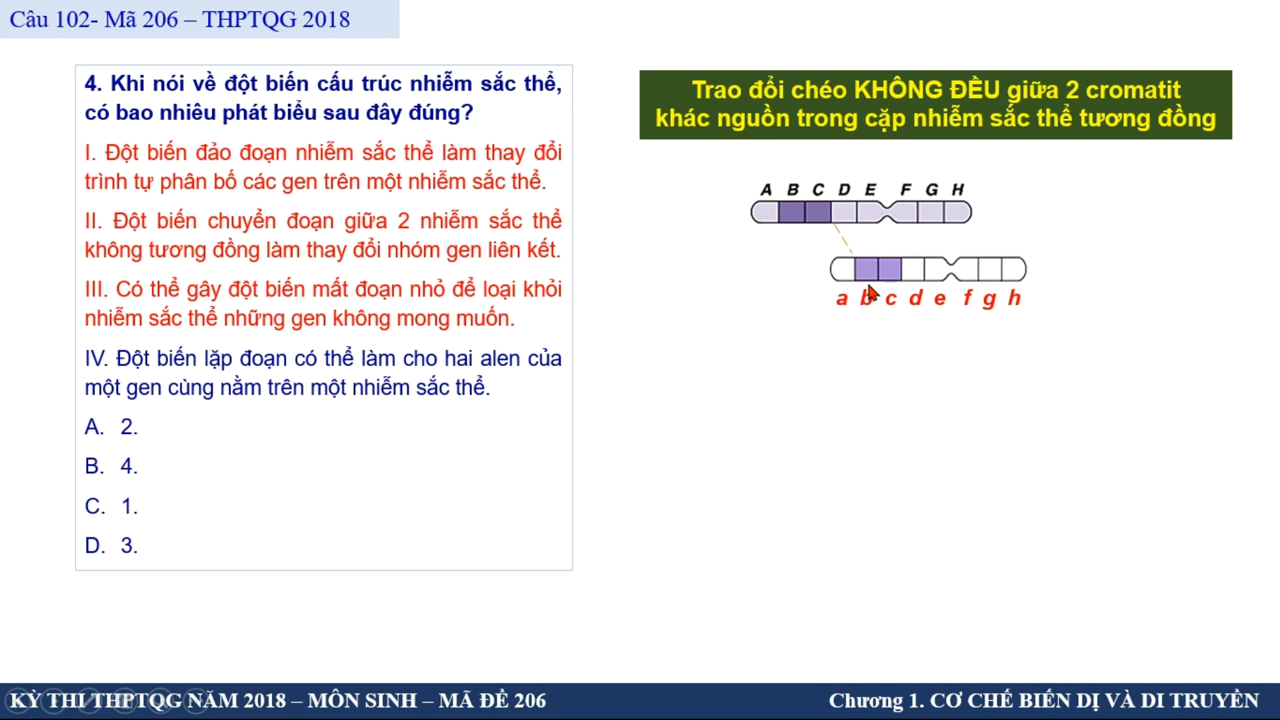 Câu 102- Mã 206 – THPTQG 2018
4. Khi nói về đột biến cấu trúc nhiễm sắc thể,
có bao nhiêu phát biểu sau đây đúng?
I. Đột biến đảo đoạn nhiễm sắc thể làm thay đổi
trình tự phân bố các gen trên một nhiễm sắc thể.
II. Đột biến chuyển đoạn giữa 2 nhiễm sắc thể
không tương đồng làm thay đổi nhóm gen liên kết.
III. Có thể gây đột biến mất đoạn nhỏ để loại khỏi
nhiễm sắc thể những gen không mong muốn.
IV. Đột biến lặp đoạn có thể làm cho hai alen của
một gen cùng nằm trên một nhiễm sắc thể.
A. 2.
B. 4.
C. 1.
D. 3.
Trao đổi chéo KHÔNG ĐỀU giữa 2 cromatit
khác nguồn trong cặp nhiễm sắc thể tương đồng
A B C D E F G H
a b c d e f g h
KỲ THI THPTQG NĂM 2018 – MÔN SINH – MÃ ĐỀ 206
Chương 1. CƠ CHẾ BIẾN DỊ VÀ DI TRUYỀN